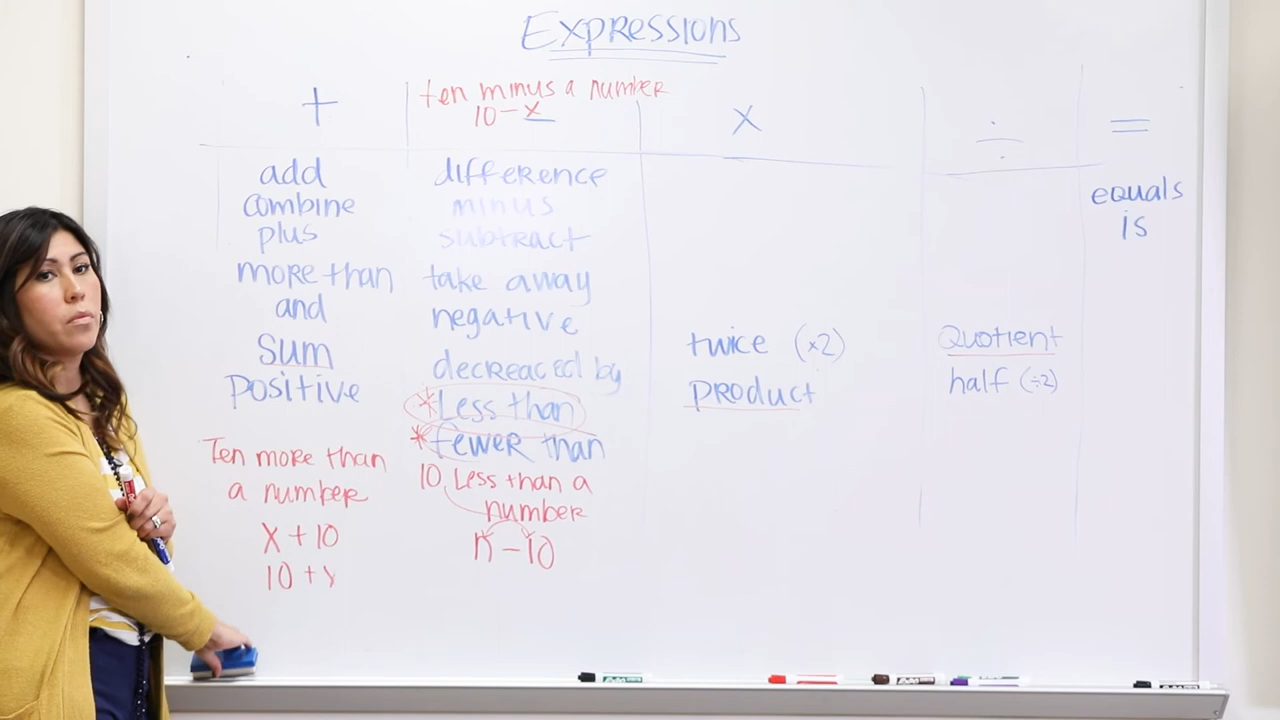 Expressions
+
ten minus a number
10 - x
x
÷
=
add
combine
plus
more than
and
sum
positive
Ten more than
a number
x + 10
10 + x
difference
minus
subtract
take away
negative
decreaced by
*Less than
*fewer than
10 Less than a
number
n - 10
twice (x2)
product
Quotient
half (÷2)
equals
is